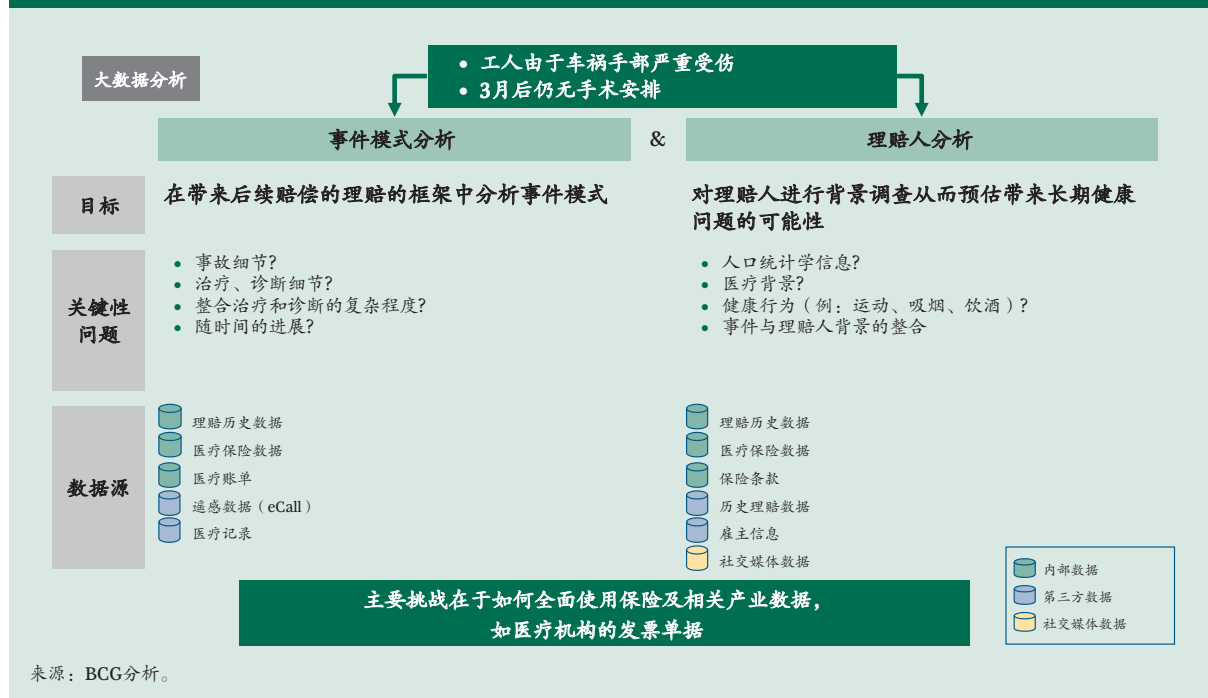 大数据分析
• 工人由于车祸手部严重受伤
• 3月后仍无手术安排
事件模式分析
&
理赔人分析
目标
在带来后续赔偿的理赔的框架中分析事件模式
对理赔人进行背景调查从而预估带来长期健康
问题的可能性
关键性
问题
• 事故细节?
• 治疗、诊断细节?
• 整合治疗和诊断的复杂程度?
• 随时间的进展?
• 人口统计学信息?
• 医疗背景?
• 健康行为（例：运动、吸烟、饮酒）?
• 事件与理赔人背景的整合
数据源
理赔历史数据
医疗保险数据
医疗账单
遥感数据（eCall）
医疗记录
理赔历史数据
医疗保险数据
保险条款
历史理赔数据
雇主信息
社交媒体数据
内部数据
第三方数据
社交媒体数据
主要挑战在于如何全面使用保险及相关产业数据，
如医疗机构的发票单据
来源：BCG分析。